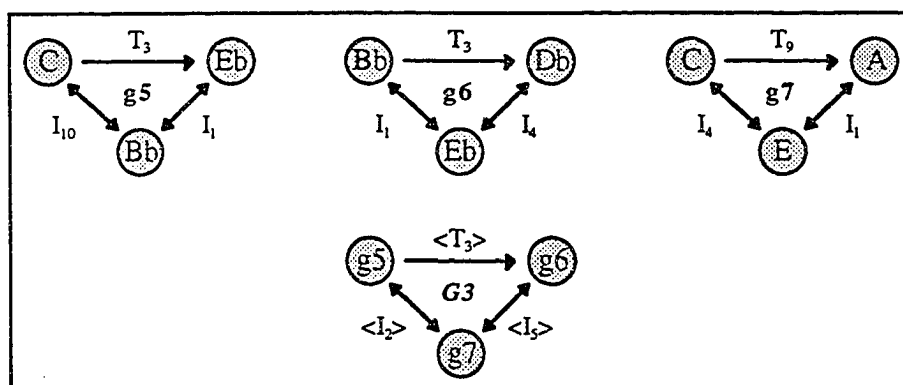 T₃ T₃ T₉
C Eb Bb Db C A
g5 g6 g7
I₁₀ I₁ I₁ I₄ I₄ I₁
Bb Eb E
<T₃>
g5 g6
G3
<I₂> <I₅>
g7